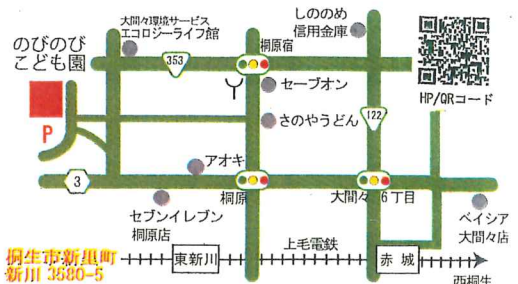 大間々環境サービス
エコロジーライフ館
しののめ
信用金庫
のびのび
こども園
桐原宿
353
セーブオン
HP/QRコード
P
さのやうどん
122
アオキ
3
桐原
大間々6丁目
セブンイレブン
桐原店
ベイシア
大間々店
桐生市新里町
新川 3580-5
東新川
上毛電鉄
赤城
西桐生